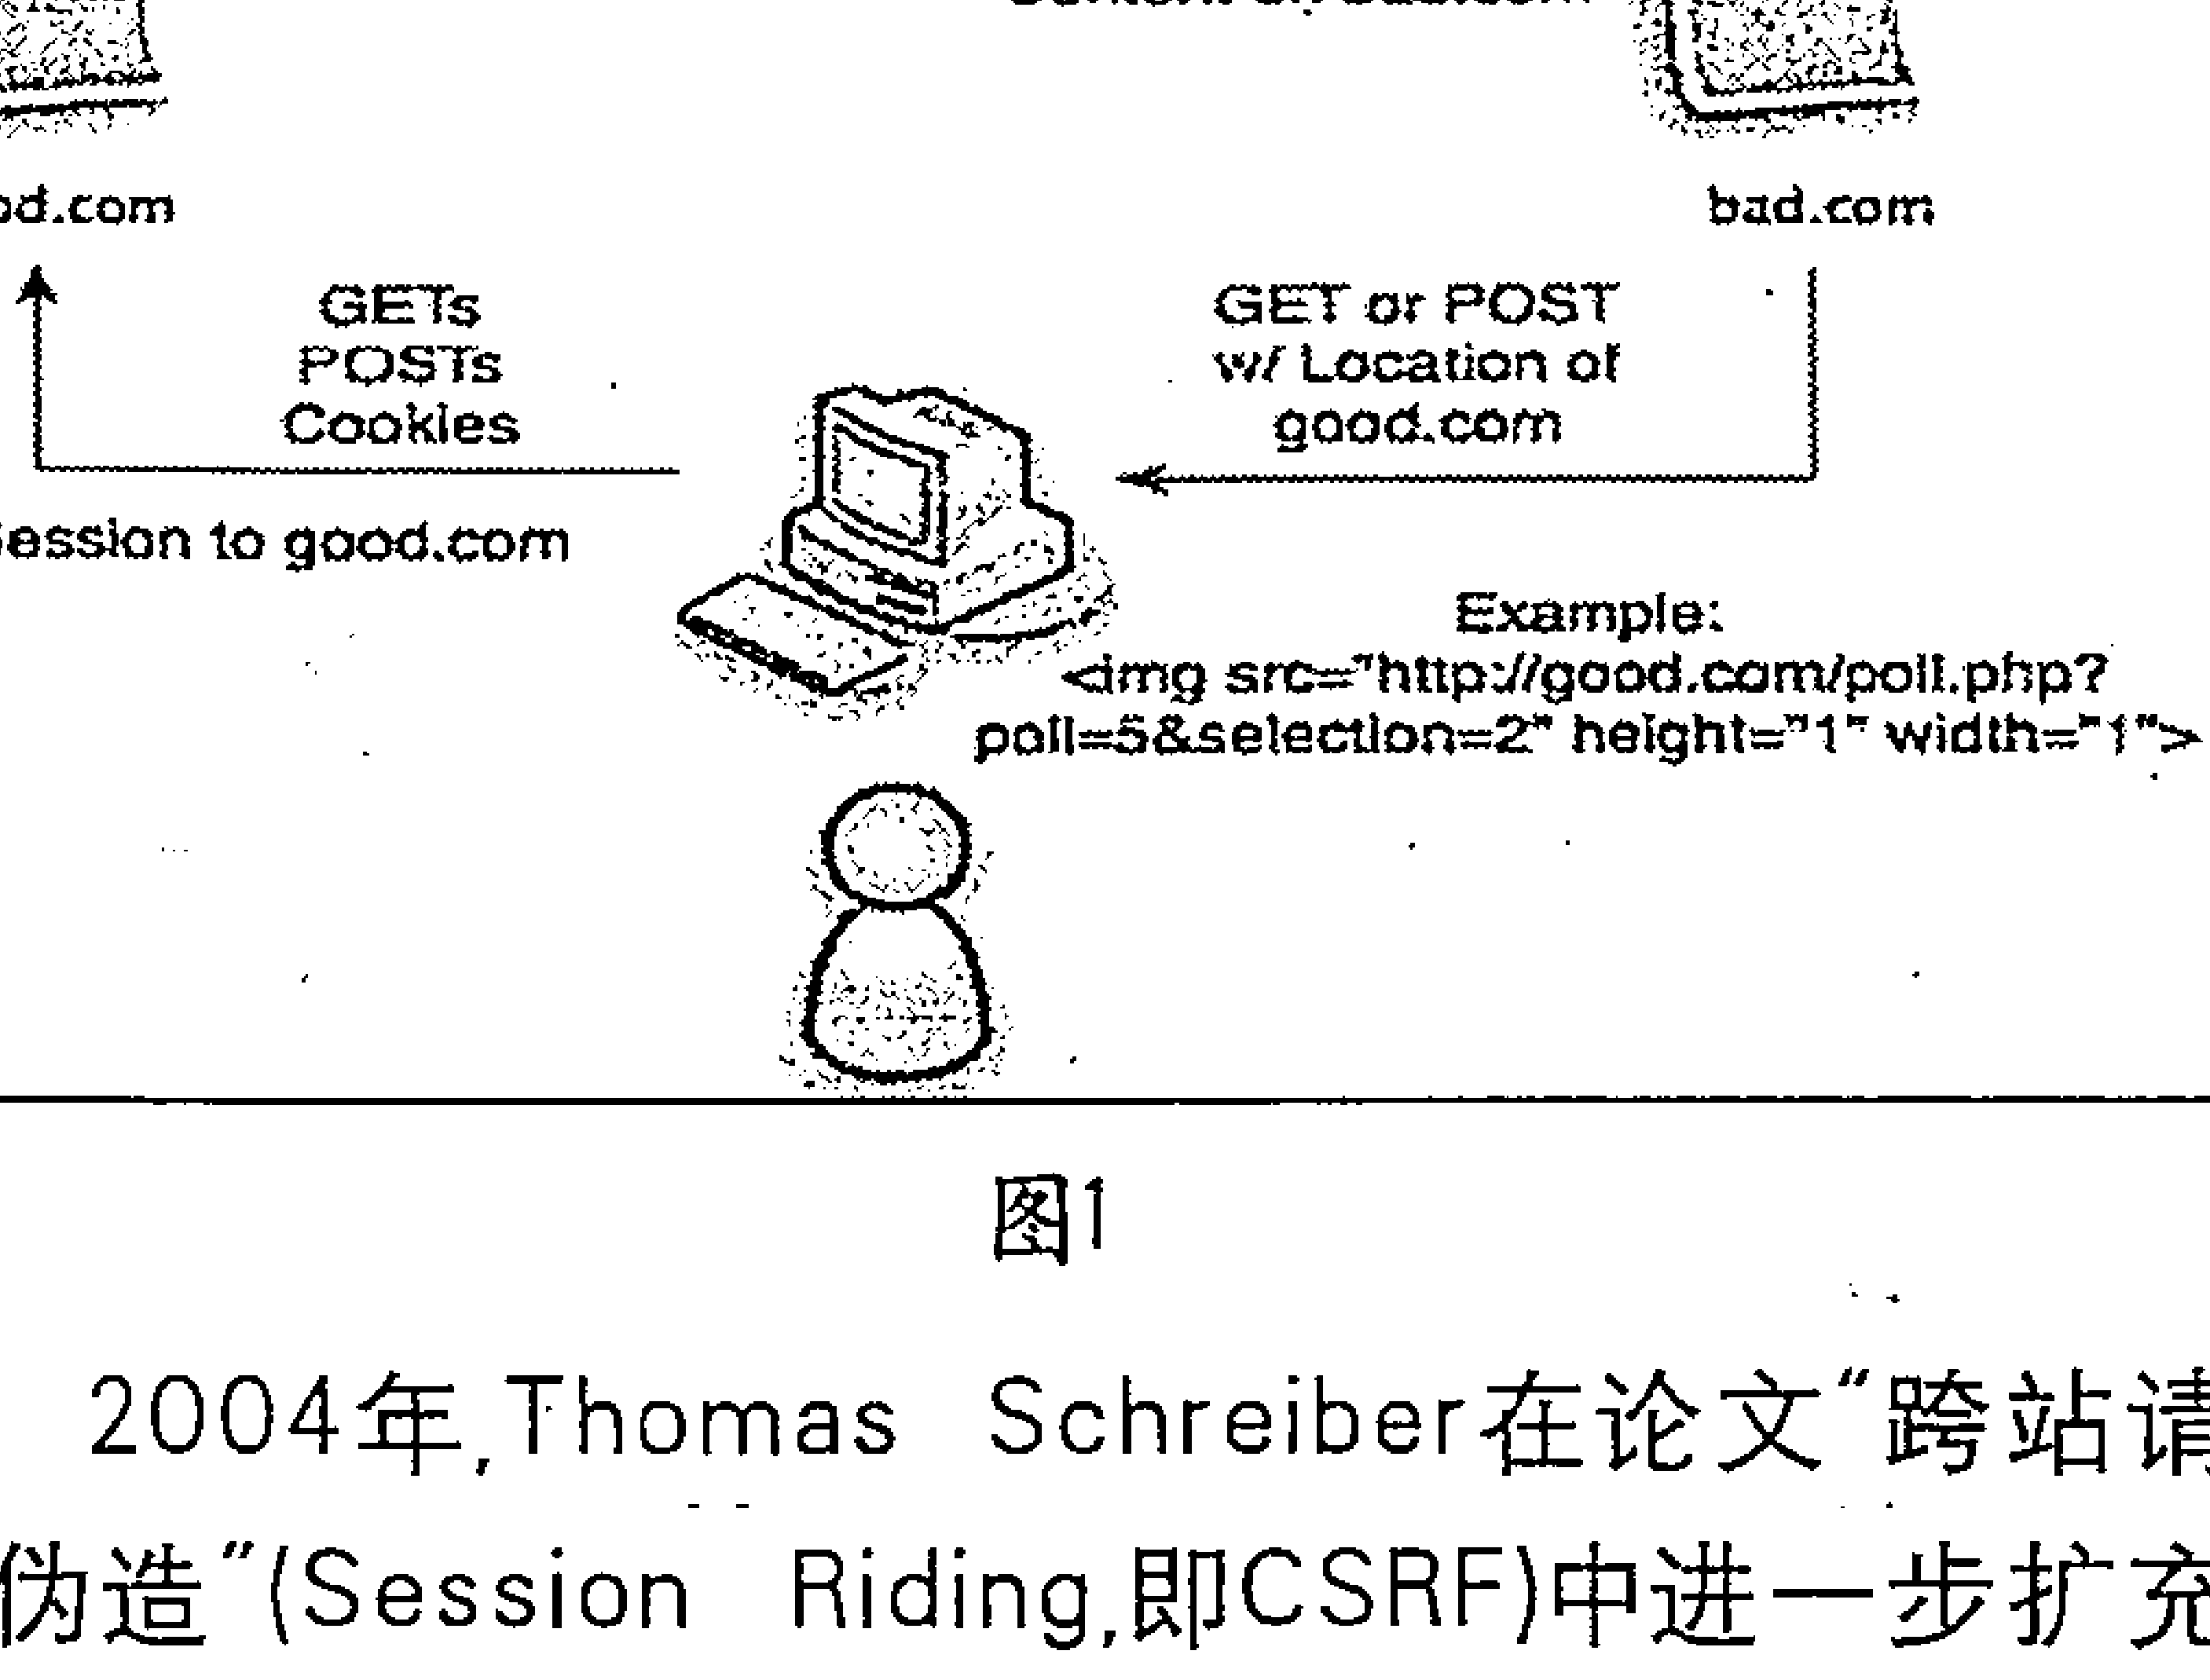 bad.com
GETs
POSTs
Cookies
GET or POST
w/ Location of
good.com
to good.com
Example:
<img src="http://good.com/poll.php?
poll=5&selection=2" height="1" width="1">
图1
2004年,Thomas Schreiber在论文“跨站请
伪造”(Session Riding,即CSRF)中进一步扩充